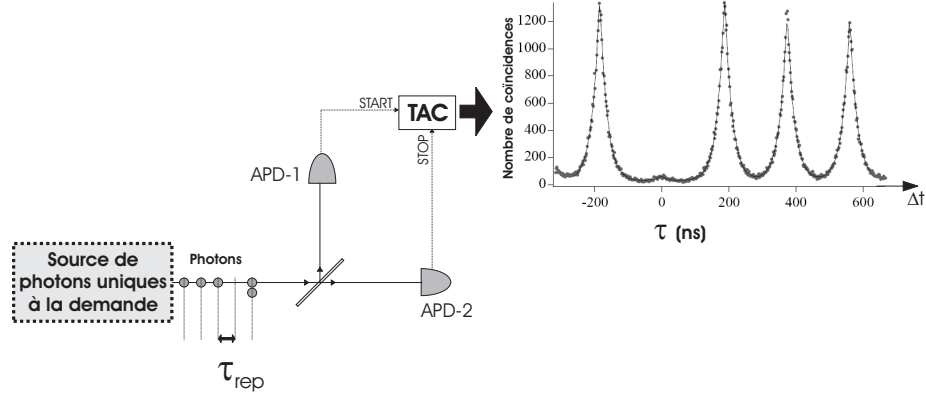 Nombre de coïncidences
1200
1000
800
600
400
200
0
-200 0 200 400 600
Δt
τ (ns)
START
TAC
STOP
APD-1
APD-2
Source de
photons uniques
à la demande
Photons
τrep